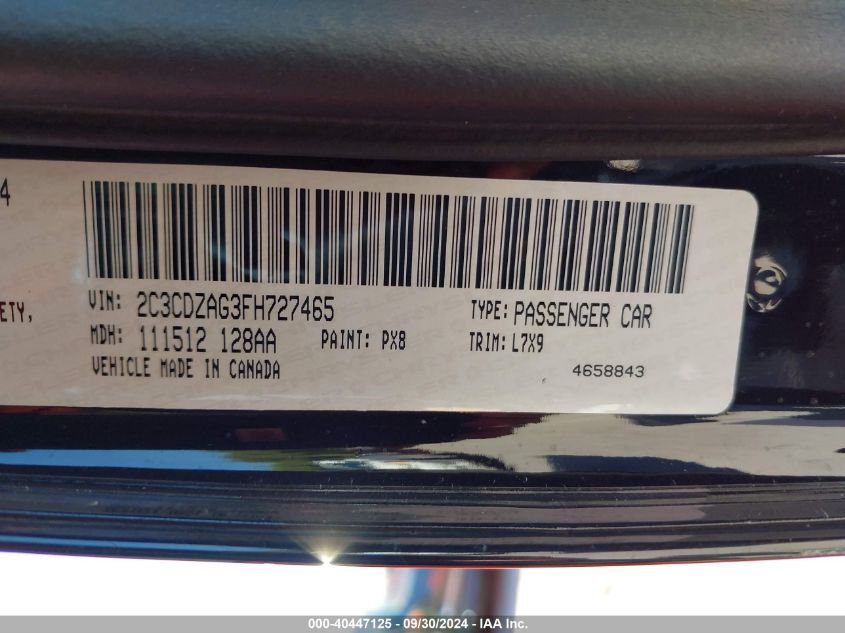 4
ETY,
VIN: 2C3CDZAG3FH727465 TYPE: PASSENGER CAR
MDH: 111512 128AA PAINT: PX8 TRIM: L7X9
VEHICLE MADE IN CANADA 4658843
000-40447125 - 09/30/2024 - IAA Inc.